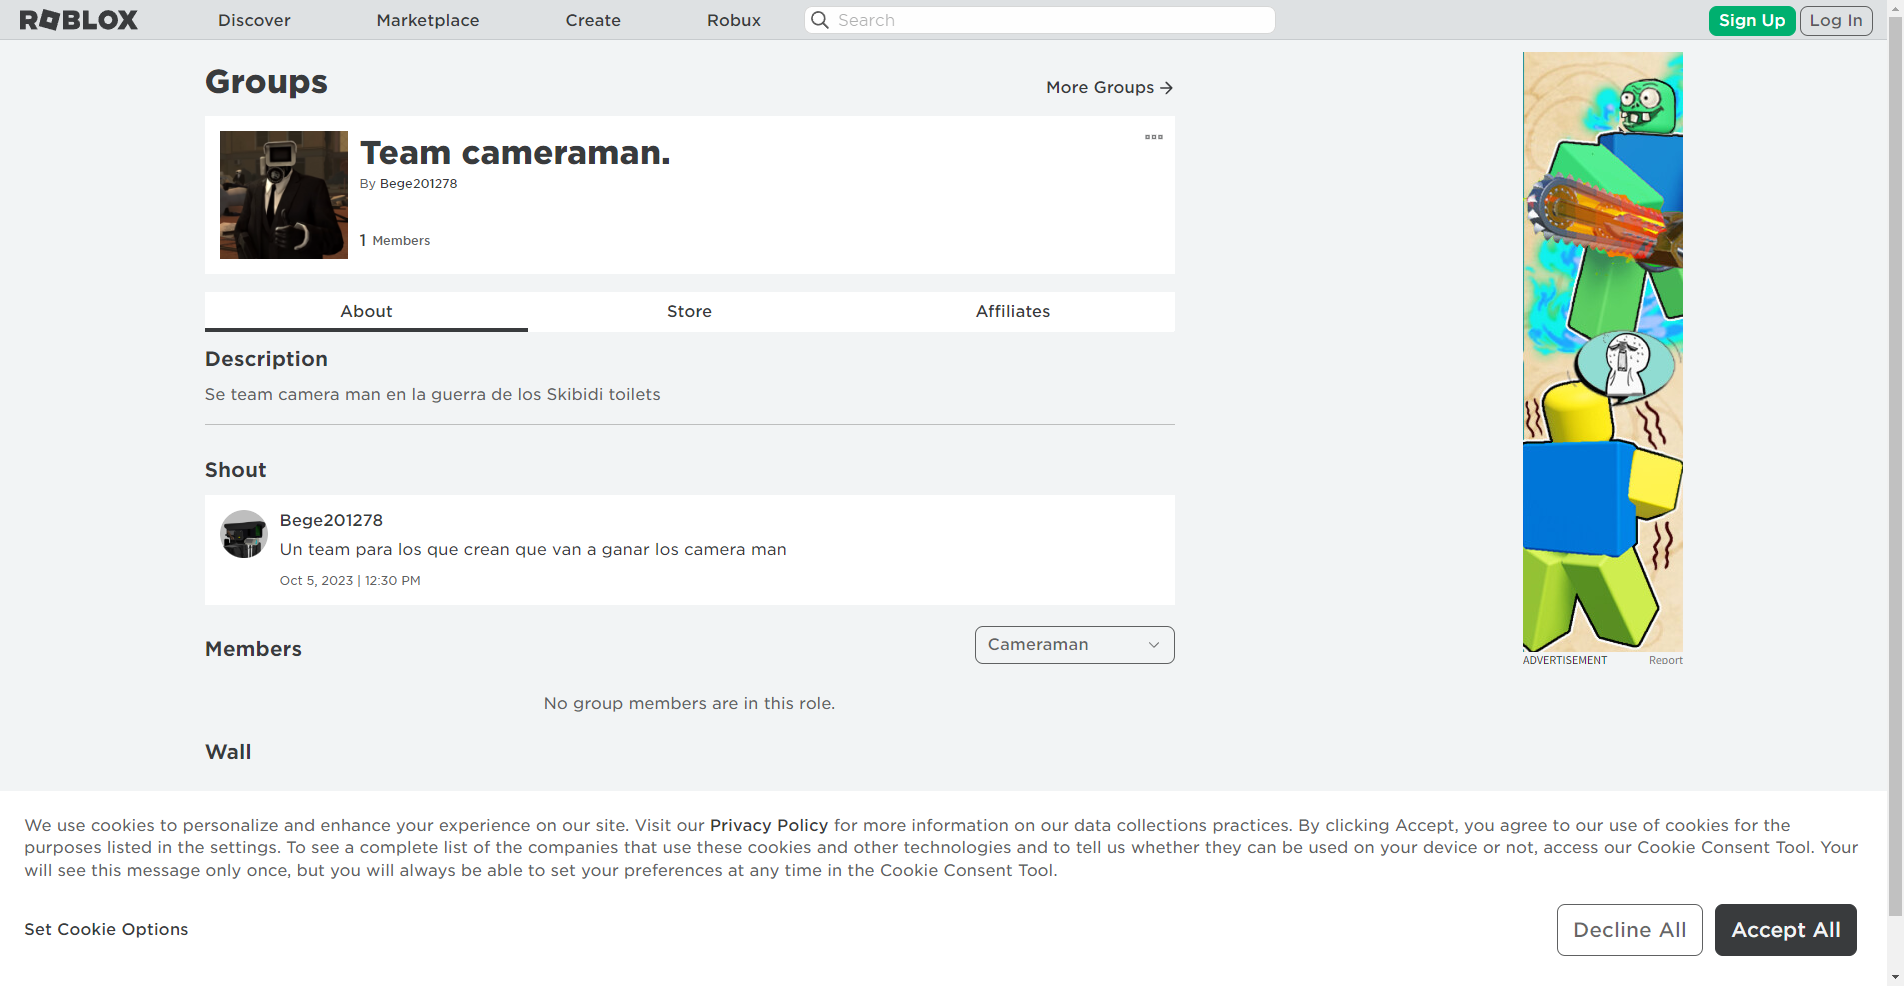 ROBLOX Discover Marketplace Create Robux Search Sign Up Log In
Groups
More Groups
Team cameraman.
By Bege201278
1 Members
About Store Affiliates
Description
Se team camera man en la guerra de los Skibidi toilets
Shout
Bege201278
Un team para los que crean que van a ganar los camera man
Oct 5, 2023 | 12:30 PM
Members
Cameraman
No group members are in this role.
Wall
ADVERTISEMENT Report
We use cookies to personalize and enhance your experience on our site. Visit our Privacy Policy for more information on our data collections practices. By clicking Accept, you agree to our use of cookies for the
purposes listed in the settings. To see a complete list of the companies that use these cookies and other technologies and to tell us whether they can be used on your device or not, access our Cookie Consent Tool. Your
will see this message only once, but you will always be able to set your preferences at any time in the Cookie Consent Tool.
Set Cookie Options
Decline All
Accept All